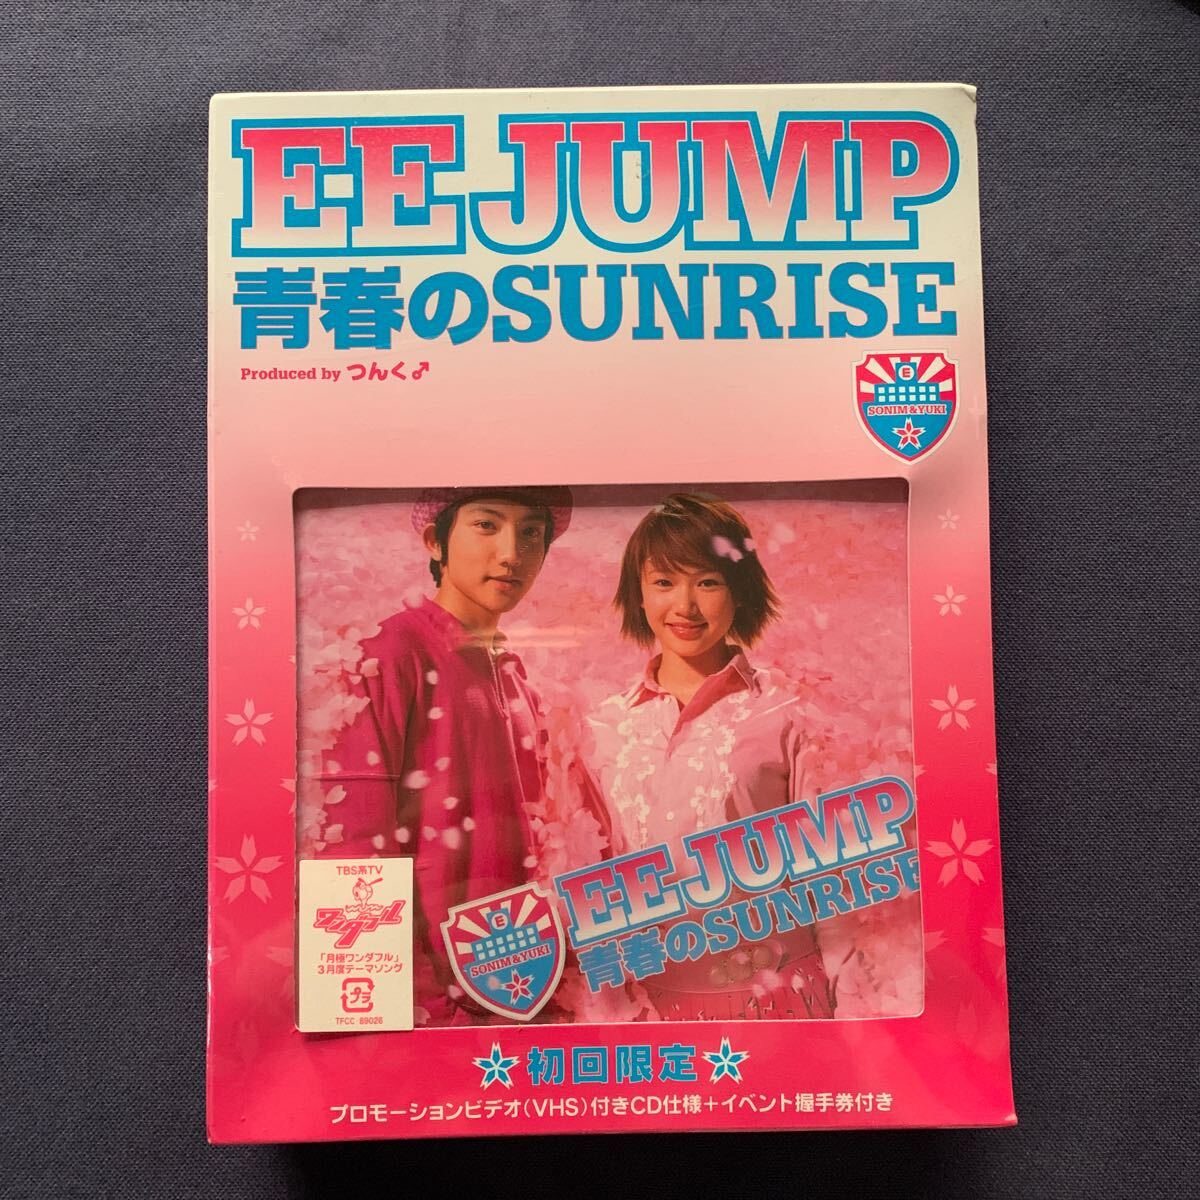 EE JUMP
青春のSUNRISE
Produced by つんく♂
E
SONIM & YUKI
EE JUMP
青春のSUNRISE
E
SONIM & YUKI
TBS系TV
ワンダフル
「月極ワンダフル」
3月度テーマソング
プラ
TFCC-89026
初回限定
プロモーションビデオ(VHS)付きCD仕様+イベント握手券付き